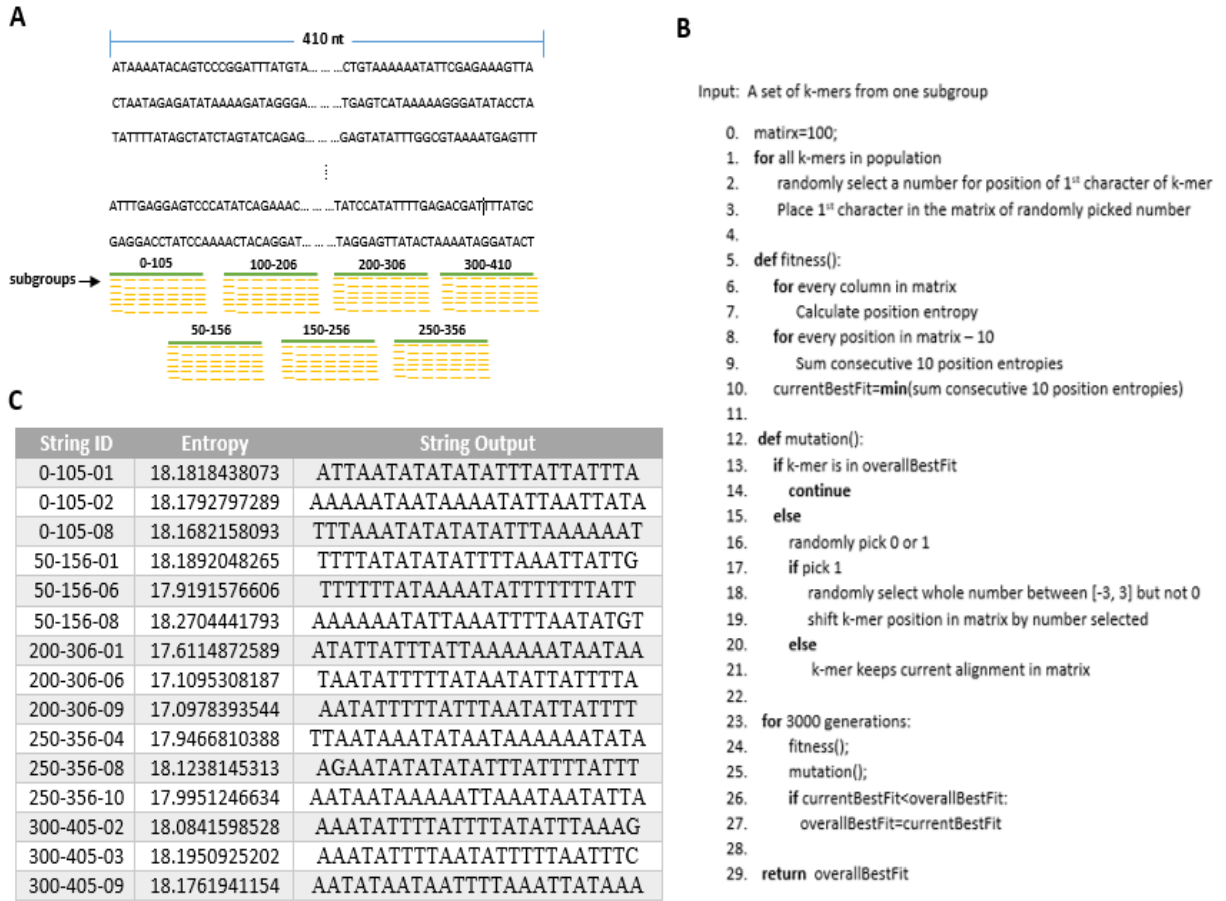 A
410 nt
ATAAAATACAGTCCCGGATTTATGTA... ... ...CTGTAAAAAATATTCGAGAAAGTTA
CTAATAGAGATATAAAAGATAGGGA... ... ...TGAGTCATAAAAAGGGATATACCTA
TATTTTATAGCTATCTAGTATCAGAG... ... ...GAGTATATTTGGCGTAAAATGAGTTT
ATTTGAGGAGTCCCATATCAGAAAC... ... ...TATCCATATTTTGAGACGATTTTATGC
GAGGACCTATCCAAAACTACAGGAT... ... ...TAGGAGTTATACTAAAATAGGATACT
0-105 100-206 200-306 300-410
subgroups
50-156 150-256 250-356
B
Input: A set of k-mers from one subgroup
0. matirx=100;
1. for all k-mers in population
2. randomly select a number for position of 1st character of k-mer
3. Place 1st character in the matrix of randomly picked number
4.
5. def fitness():
6. for every column in matrix
7. Calculate position entropy
8. for every position in matrix – 10
9. Sum consecutive 10 position entropies
10. currentBestFit=min(sum consecutive 10 position entropies)
11.
12. def mutation():
13. if k-mer is in overallBestFit
14. continue
15. else
16. randomly pick 0 or 1
17. if pick 1
18. randomly select whole number between [-3, 3] but not 0
19. shift k-mer position in matrix by number selected
20. else
21. k-mer keeps current alignment in matrix
22.
23. for 3000 generations:
24. fitness();
25. mutation();
26. if currentBestFit<overallBestFit:
27. overallBestFit=currentBestFit
28.
29. return overallBestFit
C
String ID Entropy String Output
0-105-01 18.1818438073 ATTAATATATATATTTATTATTTA
0-105-02 18.1792797289 AAAAATAATAAAATATTAATTATA
0-105-08 18.1682158093 TTTAAATATATATATTTAAAAAAT
50-156-01 18.1892048265 TTTTATATATATTTTAAATTATTG
50-156-06 17.9191576606 TTTTTTATAAAATATTTTTTTATT
50-156-08 18.2704441793 AAAAAATATTAAATTTTAATATGT
200-306-01 17.6114872589 ATATTATTTATTAAAAAATAATAA
200-306-06 17.1095308187 TAATATTTTTATAATATTATTTTA
200-306-09 17.0978393544 AATATTTTTATTTAATATTATTTT
250-356-04 17.9466810388 TTAATAAATATAATAAAAAATATA
250-356-08 18.1238145313 AGAATATATATATTTATTTTATTT
250-356-10 17.9951246634 AATAATAAAAATTAAATAATATTA
300-405-02 18.0841598528 AAATATTTTATTTTATATTTAAAG
300-405-03 18.1950925202 AAATATTTTAATATTTTTAATTTC
300-405-09 18.1761941154 AATATAATAATTTTAAATTATAAA